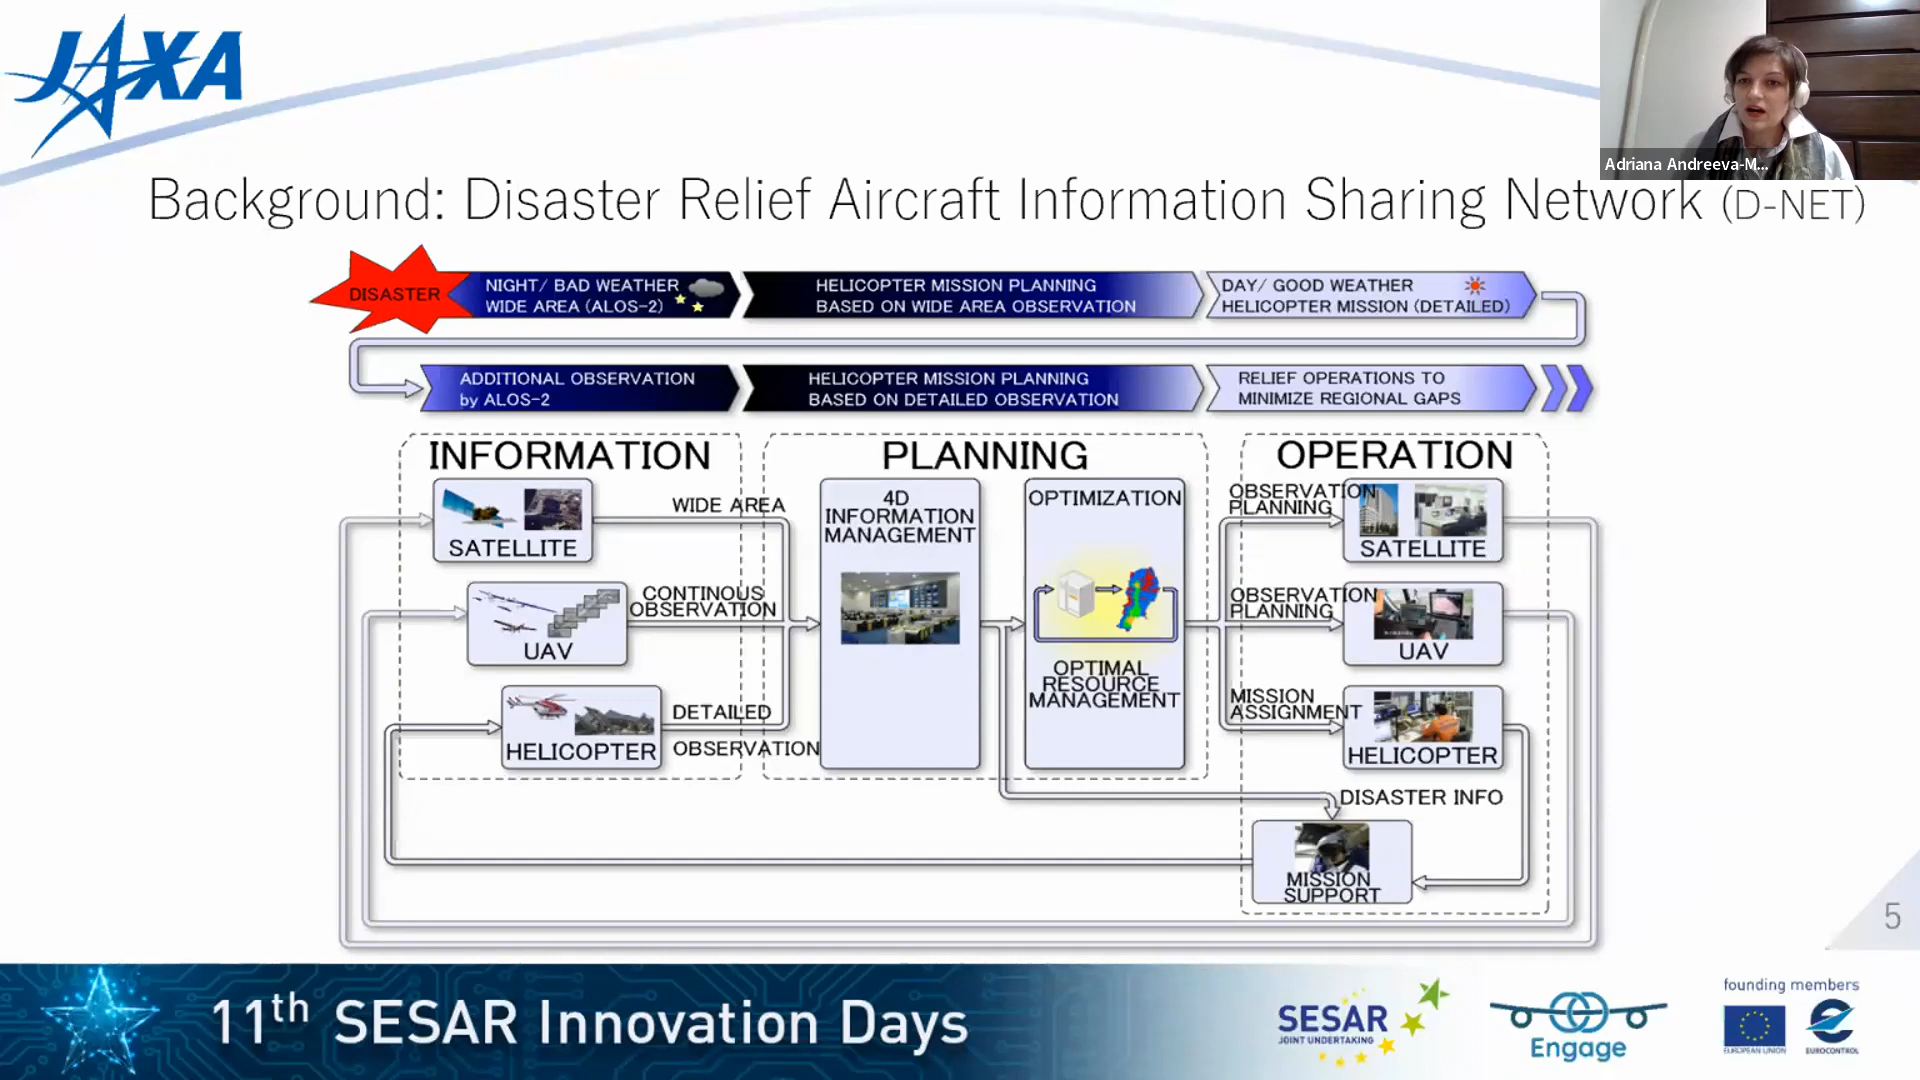 JAXA
Adriana Andreeva-M...
Background: Disaster Relief Aircraft Information Sharing Network (D-NET)
DISASTER
NIGHT/ BAD WEATHER
WIDE AREA (ALOS-2)
HELICOPTER MISSION PLANNING
BASED ON WIDE AREA OBSERVATION
DAY/ GOOD WEATHER
HELICOPTER MISSION (DETAILED)
ADDITIONAL OBSERVATION
by ALOS-2
HELICOPTER MISSION PLANNING
BASED ON DETAILED OBSERVATION
RELIEF OPERATIONS TO
MINIMIZE REGIONAL GAPS
INFORMATION
SATELLITE
WIDE AREA
UAV
CONTINOUS
OBSERVATION
HELICOPTER
DETAILED
OBSERVATION
PLANNING
4D
INFORMATION
MANAGEMENT
OPTIMIZATION
OPTIMAL
RESOURCE
MANAGEMENT
OPERATION
OBSERVATION
PLANNING
SATELLITE
OBSERVATION
PLANNING
UAV
MISSION
ASSIGNMENT
HELICOPTER
DISASTER INFO
MISSION
SUPPORT
5
11th SESAR Innovation Days
SESAR
JOINT UNDERTAKING
Engage
founding members
EUROPEAN UNION
EUROCONTROL